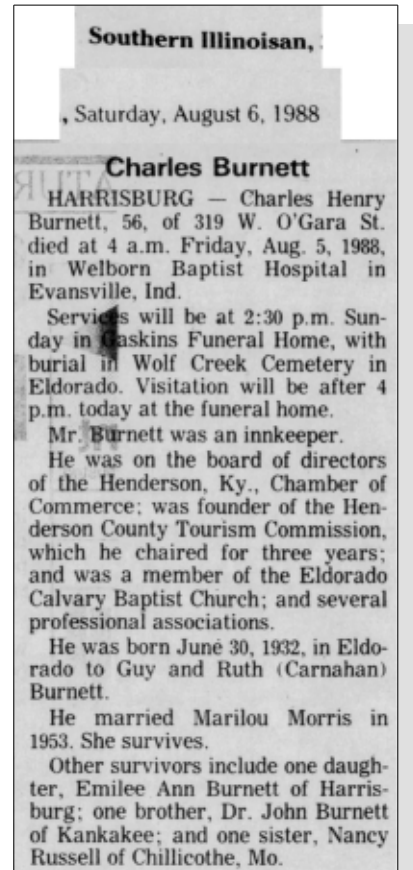 Southern Illinoisan,
, Saturday, August 6, 1988
Charles Burnett
HARRISBURG — Charles Henry
Burnett, 56, of 319 W. O'Gara St.
died at 4 a.m. Friday, Aug. 5, 1988,
in Welborn Baptist Hospital in
Evansville, Ind.
Services will be at 2:30 p.m. Sun-
day in Gaskins Funeral Home, with
burial in Wolf Creek Cemetery in
Eldorado. Visitation will be after 4
p.m. today at the funeral home.
Mr. Burnett was an innkeeper.
He was on the board of directors
of the Henderson, Ky., Chamber of
Commerce; was founder of the Hen-
derson County Tourism Commission,
which he chaired for three years;
and was a member of the Eldorado
Calvary Baptist Church; and several
professional associations.
He was born June 30, 1932, in Eldo-
rado to Guy and Ruth (Carnahan)
Burnett.
He married Marilou Morris in
1953. She survives.
Other survivors include one daugh-
ter, Emilee Ann Burnett of Harris-
burg; one brother, Dr. John Burnett
of Kankakee; and one sister, Nancy
Russell of Chillicothe, Mo.